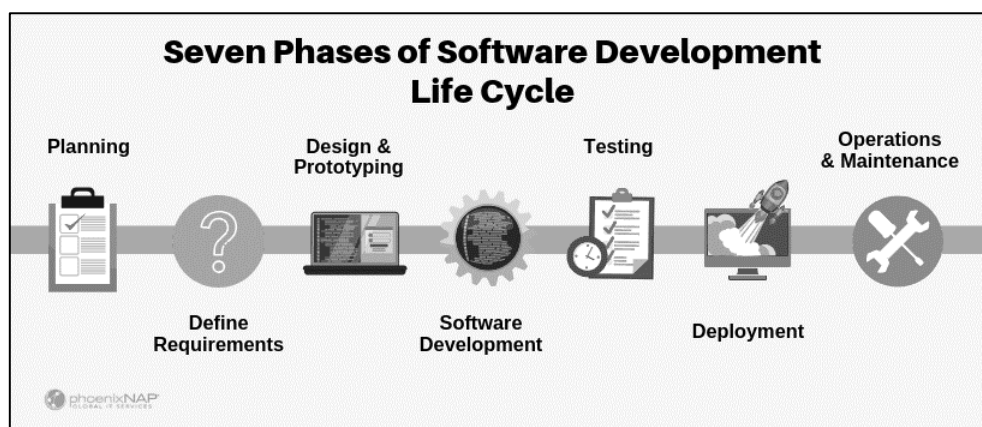 Seven Phases of Software Development
Life Cycle
Planning
Define
Requirements
Design &
Prototyping
Software
Development
Testing
Deployment
Operations
& Maintenance
phoenixNAP
GLOBAL IT SERVICES